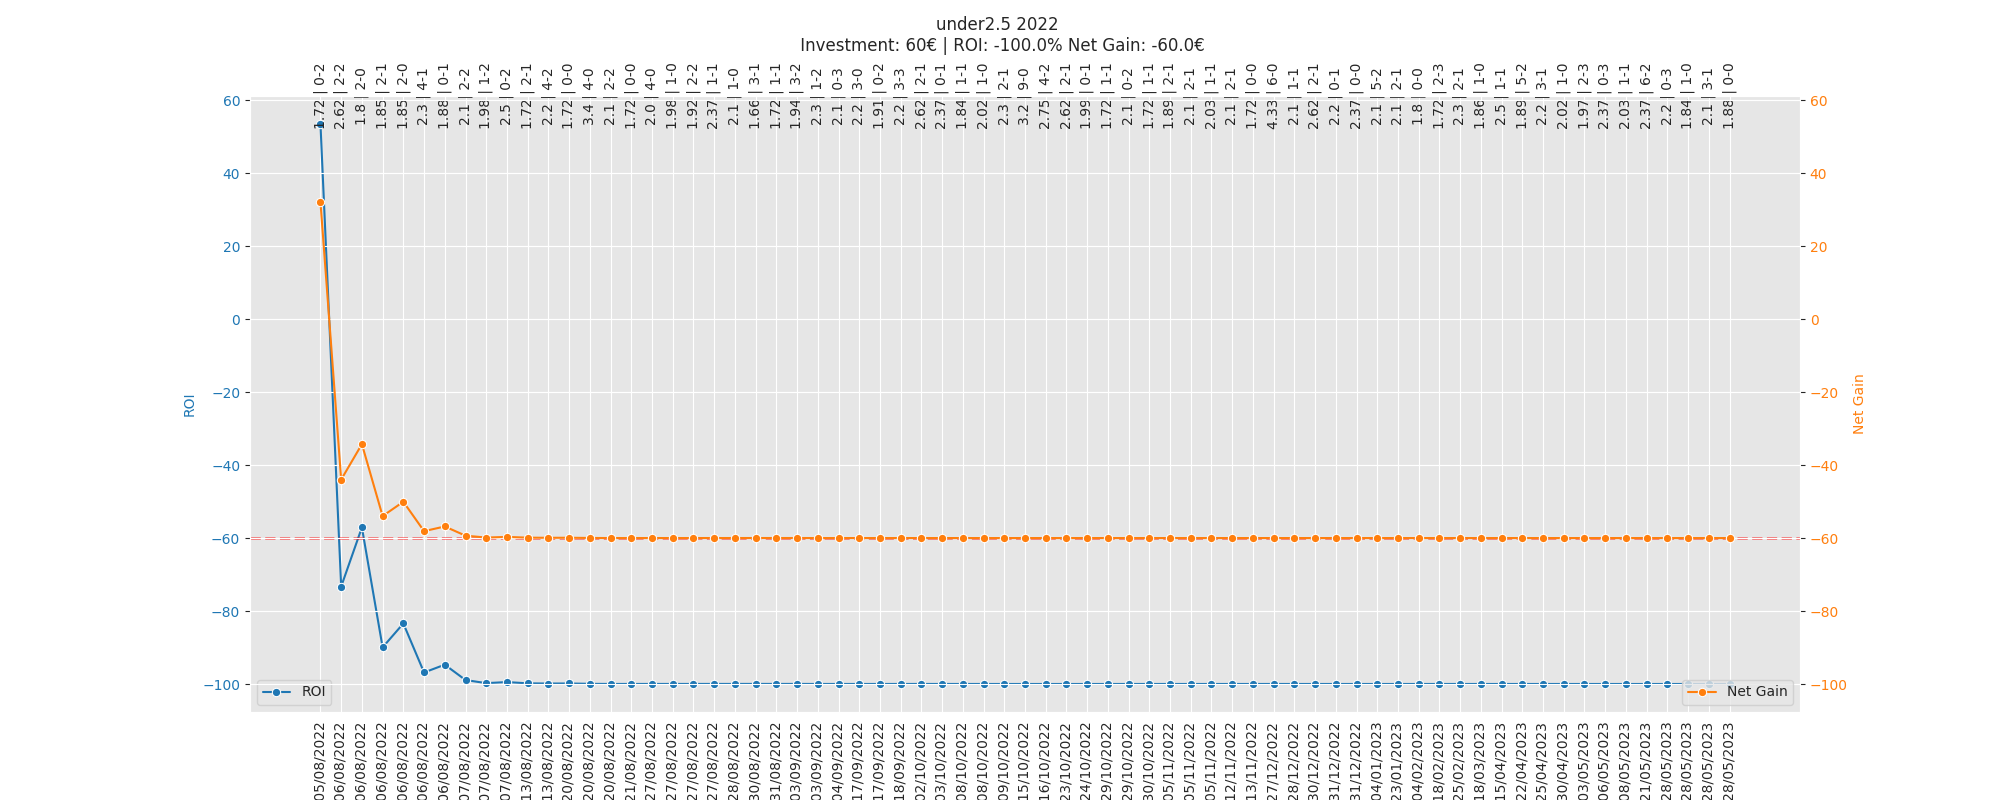 under2.5 2022
Investment: 60€ | ROI: -100.0% Net Gain: -60.0€
1.72 | 0-2
2.62 | 2-2
1.8 | 2-0
1.85 | 2-1
1.85 | 2-0
2.3 | 4-1
1.88 | 0-1
2.1 | 2-2
1.98 | 1-2
2.5 | 0-2
1.72 | 2-1
2.2 | 4-2
1.72 | 0-0
3.4 | 4-0
2.1 | 2-2
1.72 | 0-0
2.0 | 4-0
1.98 | 1-0
1.92 | 2-2
2.37 | 1-1
2.1 | 1-0
1.66 | 3-1
1.72 | 1-1
1.94 | 3-2
2.3 | 1-2
2.1 | 0-3
2.2 | 3-0
1.91 | 0-2
2.2 | 3-3
2.62 | 2-1
2.37 | 0-1
1.84 | 1-1
2.02 | 1-0
2.3 | 2-1
3.2 | 9-0
2.75 | 4-2
2.62 | 2-1
1.99 | 0-1
1.72 | 1-1
2.1 | 0-2
1.72 | 1-1
1.89 | 2-1
2.1 | 2-1
2.03 | 1-1
2.1 | 2-1
1.72 | 0-0
4.33 | 6-0
2.1 | 1-1
2.62 | 2-1
2.2 | 0-1
2.37 | 0-0
2.1 | 5-2
2.1 | 2-1
1.8 | 0-0
1.72 | 2-3
2.3 | 2-1
1.86 | 1-0
2.5 | 1-1
1.89 | 5-2
2.2 | 3-1
2.02 | 1-0
1.97 | 2-3
2.37 | 0-3
2.03 | 1-1
2.37 | 6-2
2.2 | 0-3
1.84 | 1-0
2.1 | 3-1
1.88 | 0-0
60
40
20
0
−20
−40
−60
−80
−100
ROI
60
40
20
0
−20
−40
−60
−80
−100
Net Gain
ROI
Net Gain
05/08/2022
06/08/2022
06/08/2022
06/08/2022
06/08/2022
06/08/2022
06/08/2022
07/08/2022
07/08/2022
07/08/2022
13/08/2022
13/08/2022
20/08/2022
20/08/2022
20/08/2022
21/08/2022
27/08/2022
27/08/2022
27/08/2022
27/08/2022
28/08/2022
30/08/2022
31/08/2022
03/09/2022
03/09/2022
04/09/2022
17/09/2022
17/09/2022
18/09/2022
02/10/2022
03/10/2022
08/10/2022
08/10/2022
09/10/2022
15/10/2022
16/10/2022
23/10/2022
24/10/2022
29/10/2022
29/10/2022
30/10/2022
05/11/2022
05/11/2022
05/11/2022
12/11/2022
13/11/2022
27/12/2022
28/12/2022
30/12/2022
31/12/2022
31/12/2022
04/01/2023
23/01/2023
04/02/2023
18/02/2023
25/02/2023
18/03/2023
15/04/2023
22/04/2023
25/04/2023
30/04/2023
03/05/2023
06/05/2023
08/05/2023
21/05/2023
28/05/2023
28/05/2023
28/05/2023
28/05/2023